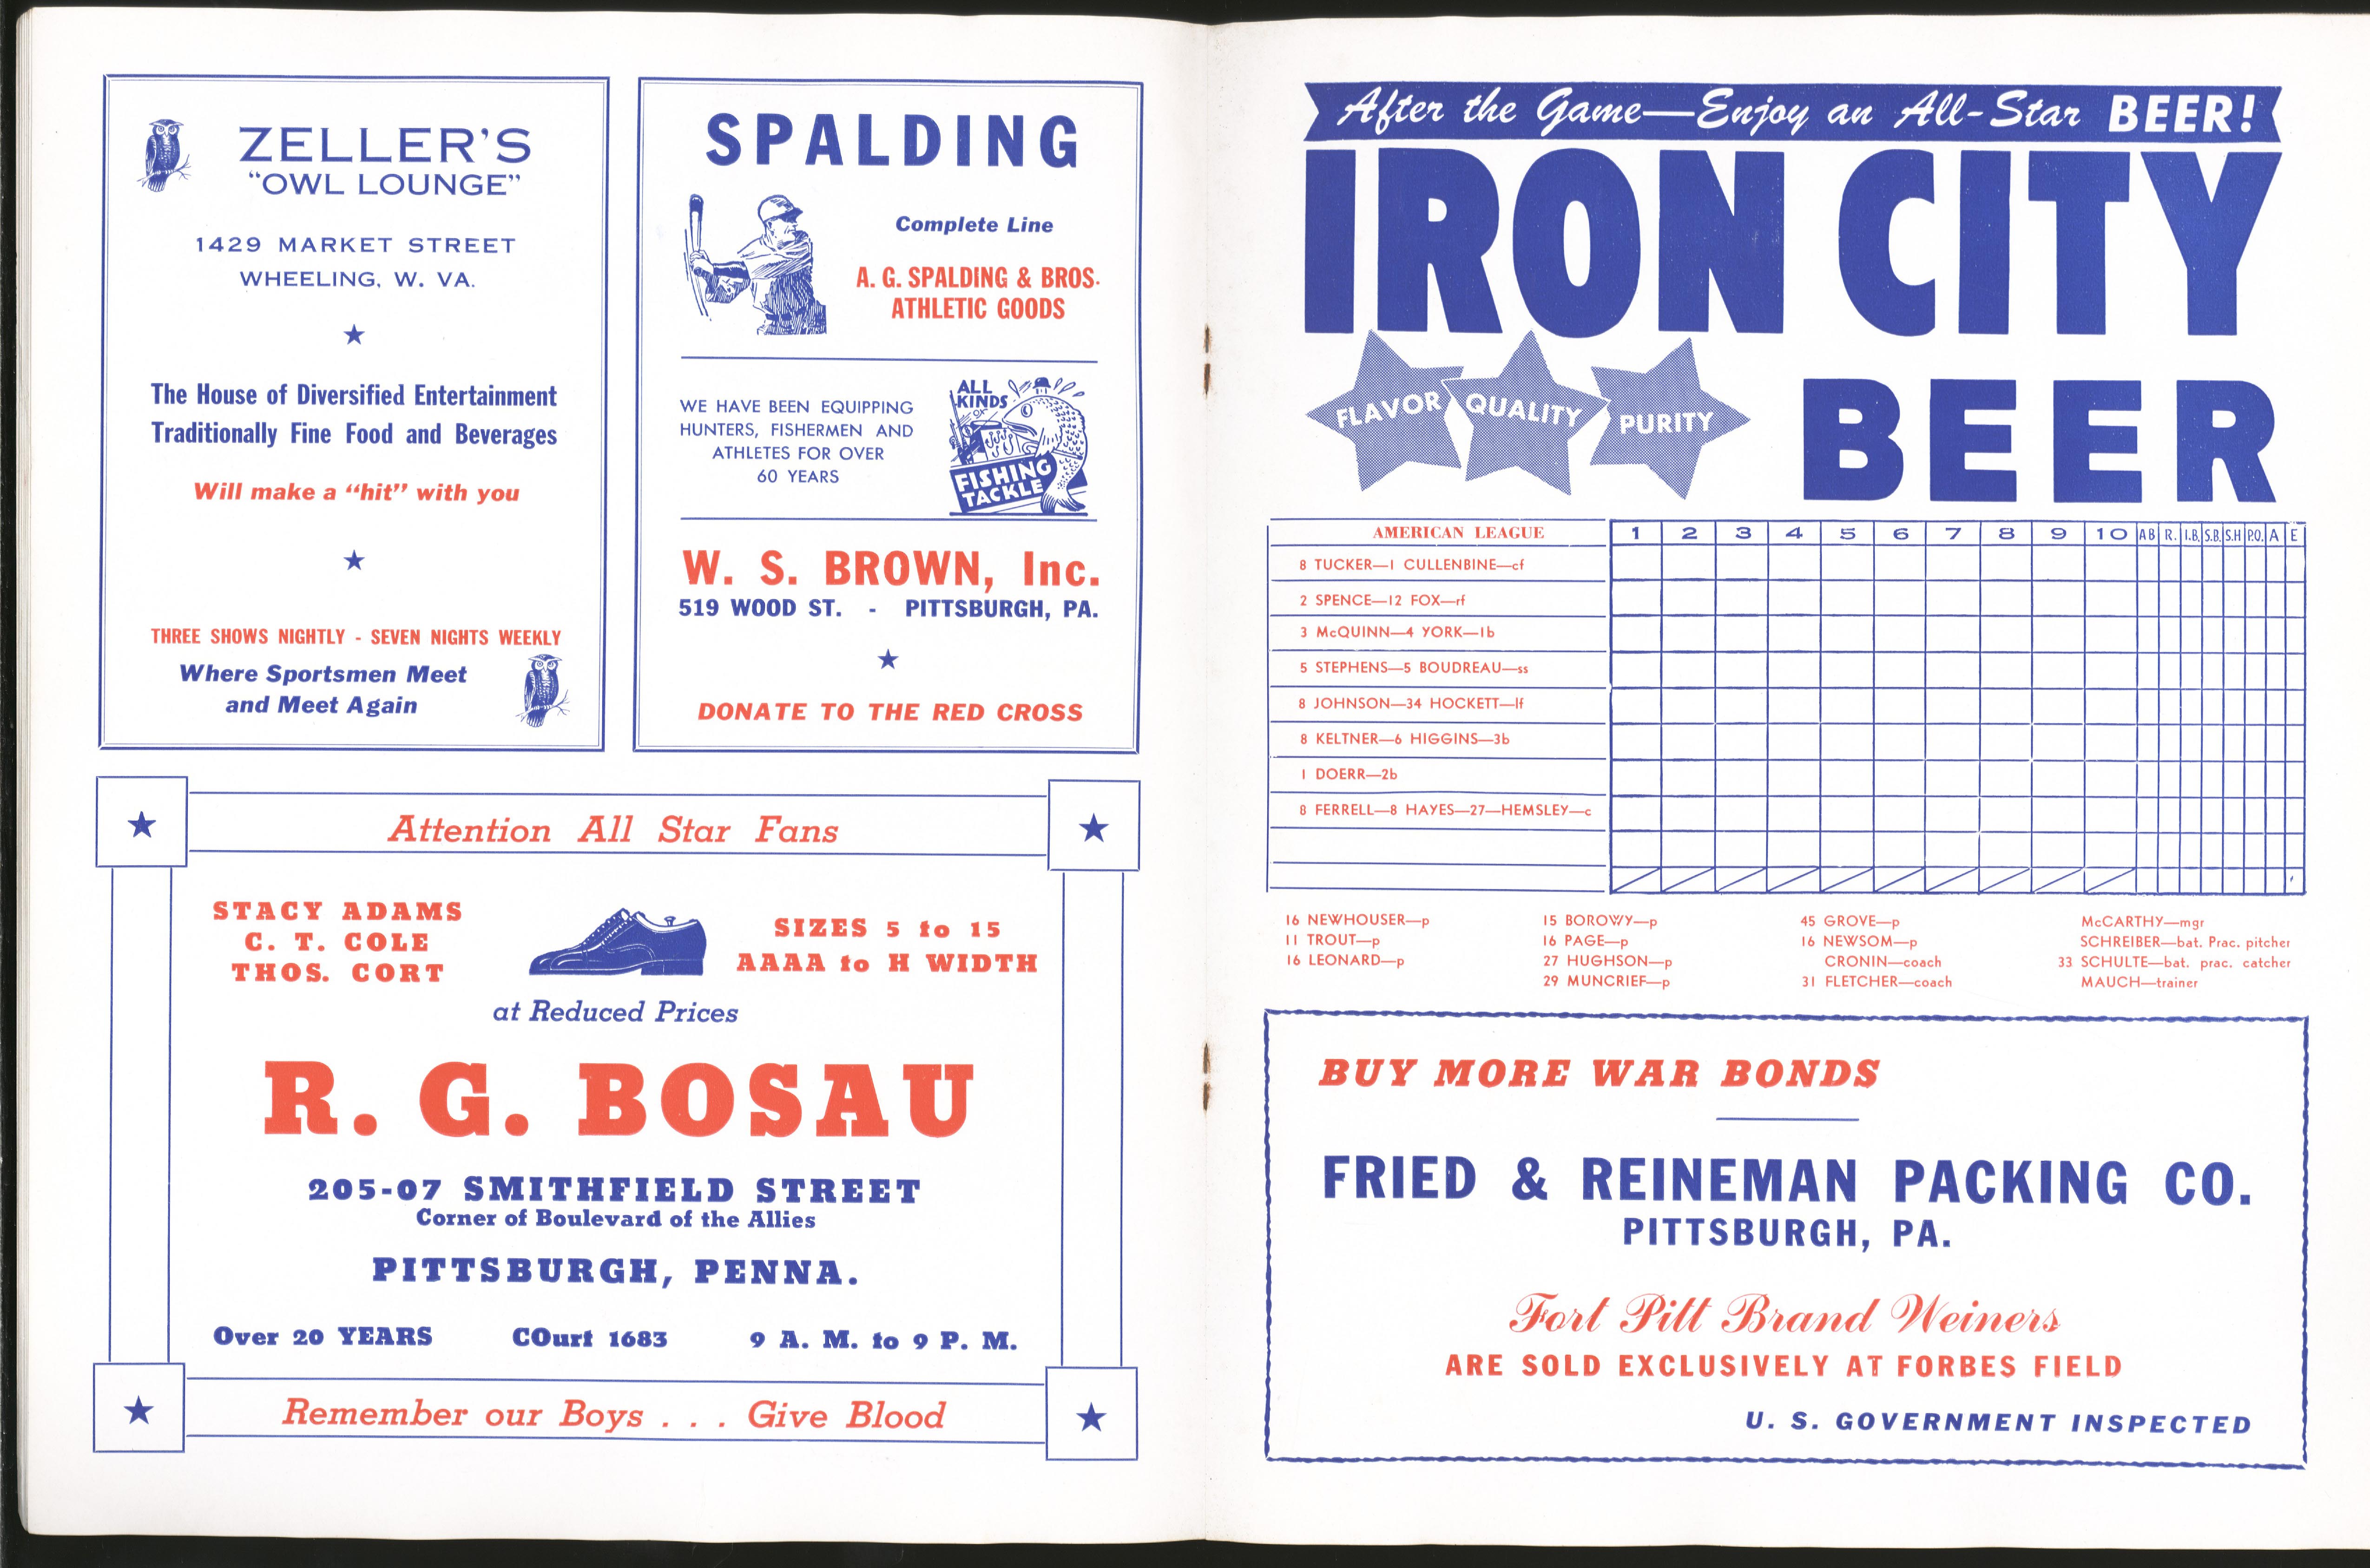 ZELLER'S
"OWL LOUNGE"
1429 MARKET STREET
WHEELING, W. VA.
The House of Diversified Entertainment
Traditionally Fine Food and Beverages
Will make a "hit" with you
THREE SHOWS NIGHTLY - SEVEN NIGHTS WEEKLY
Where Sportsmen Meet
and Meet Again
SPALDING
Complete Line
A. G. SPALDING & BROS.
ATHLETIC GOODS
WE HAVE BEEN EQUIPPING
HUNTERS, FISHERMEN AND
ATHLETES FOR OVER
60 YEARS
ALL
KINDS
OF
FISHING
TACKLE
W. S. BROWN, Inc.
519 WOOD ST. - PITTSBURGH, PA.
DONATE TO THE RED CROSS
Attention All Star Fans
STACY ADAMS
C. T. COLE
THOS. CORT
SIZES 5 to 15
AAAA to H WIDTH
at Reduced Prices
R. G. BOSAU
205-07 SMITHFIELD STREET
Corner of Boulevard of the Allies
PITTSBURGH, PENNA.
Over 20 YEARS COurt 1683 9 A. M. to 9 P. M.
Remember our Boys . . . Give Blood
After the Game—Enjoy an All-Star BEER!
IRON CITY
BEER
FLAVOR QUALITY PURITY
AMERICAN LEAGUE 1 2 3 4 5 6 7 8 9 10 AB R. I.B. S.B. S.H P.O. A E
8 TUCKER—1 CULLENBINE—cf
2 SPENCE—12 FOX—rf
3 McQUINN—4 YORK—1b
5 STEPHENS—5 BOUDREAU—ss
8 JOHNSON—34 HOCKETT—lf
8 KELTNER—6 HIGGINS—3b
1 DOERR—2b
8 FERRELL—8 HAYES—27—HEMSLEY—c
16 NEWHOUSER—p
11 TROUT—p
16 LEONARD—p
15 BOROWY—p
16 PAGE—p
27 HUGHSON—p
29 MUNCRIEF—p
45 GROVE—p
16 NEWSOM—p
CRONIN—coach
31 FLETCHER—coach
McCARTHY—mgr
SCHREIBER—bat. Prac. pitcher
33 SCHULTE—bat. prac. catcher
MAUCH—trainer
BUY MORE WAR BONDS
FRIED & REINEMAN PACKING CO.
PITTSBURGH, PA.
Fort Pitt Brand Weiners
ARE SOLD EXCLUSIVELY AT FORBES FIELD
U. S. GOVERNMENT INSPECTED